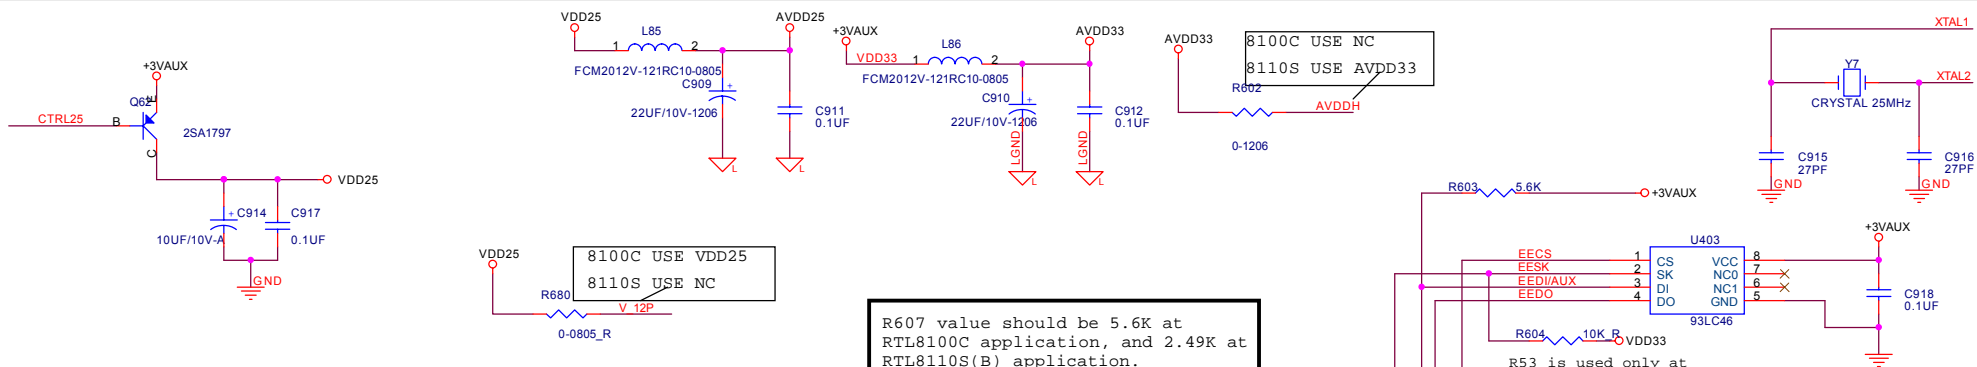 +3VAUX
Q62
E
CTRL25
B
2SA1797
C
VDD25
C914
C917
10UF/10V-A
0.1UF
GND
VDD25
L85
1
2
AVDD25
FCM2012V-121RC10-0805
C909
22UF/10V-1206
C911
0.1UF
L
L
+3VAUX
VDD33
L86
1
2
AVDD33
FCM2012V-121RC10-0805
C910
22UF/10V-1206
C912
0.1UF
LGND
LGND
L
L
AVDD33
8100C USE NC
8110S USE AVDD33
R602
AVDDH
0-1206
XTAL1
Y7
XTAL2
CRYSTAL 25MHz
C915
27PF
GND
C916
27PF
GND
VDD25
8100C USE VDD25
8110S USE NC
R680
V_12P
0-0805_R
R607 value should be 5.6K at
RTL8100C application, and 2.49K at
RTL8110S(B) application.
R603
5.6K
+3VAUX
U403
EECS
1
CS
VCC
8
EESK
2
SK
NC0
7
EEDI/AUX
3
DI
NC1
6
EEDO
4
DO
GND
5
93LC46
+3VAUX
C918
0.1UF
R604
10K_R
VDD33
R53 is used only at